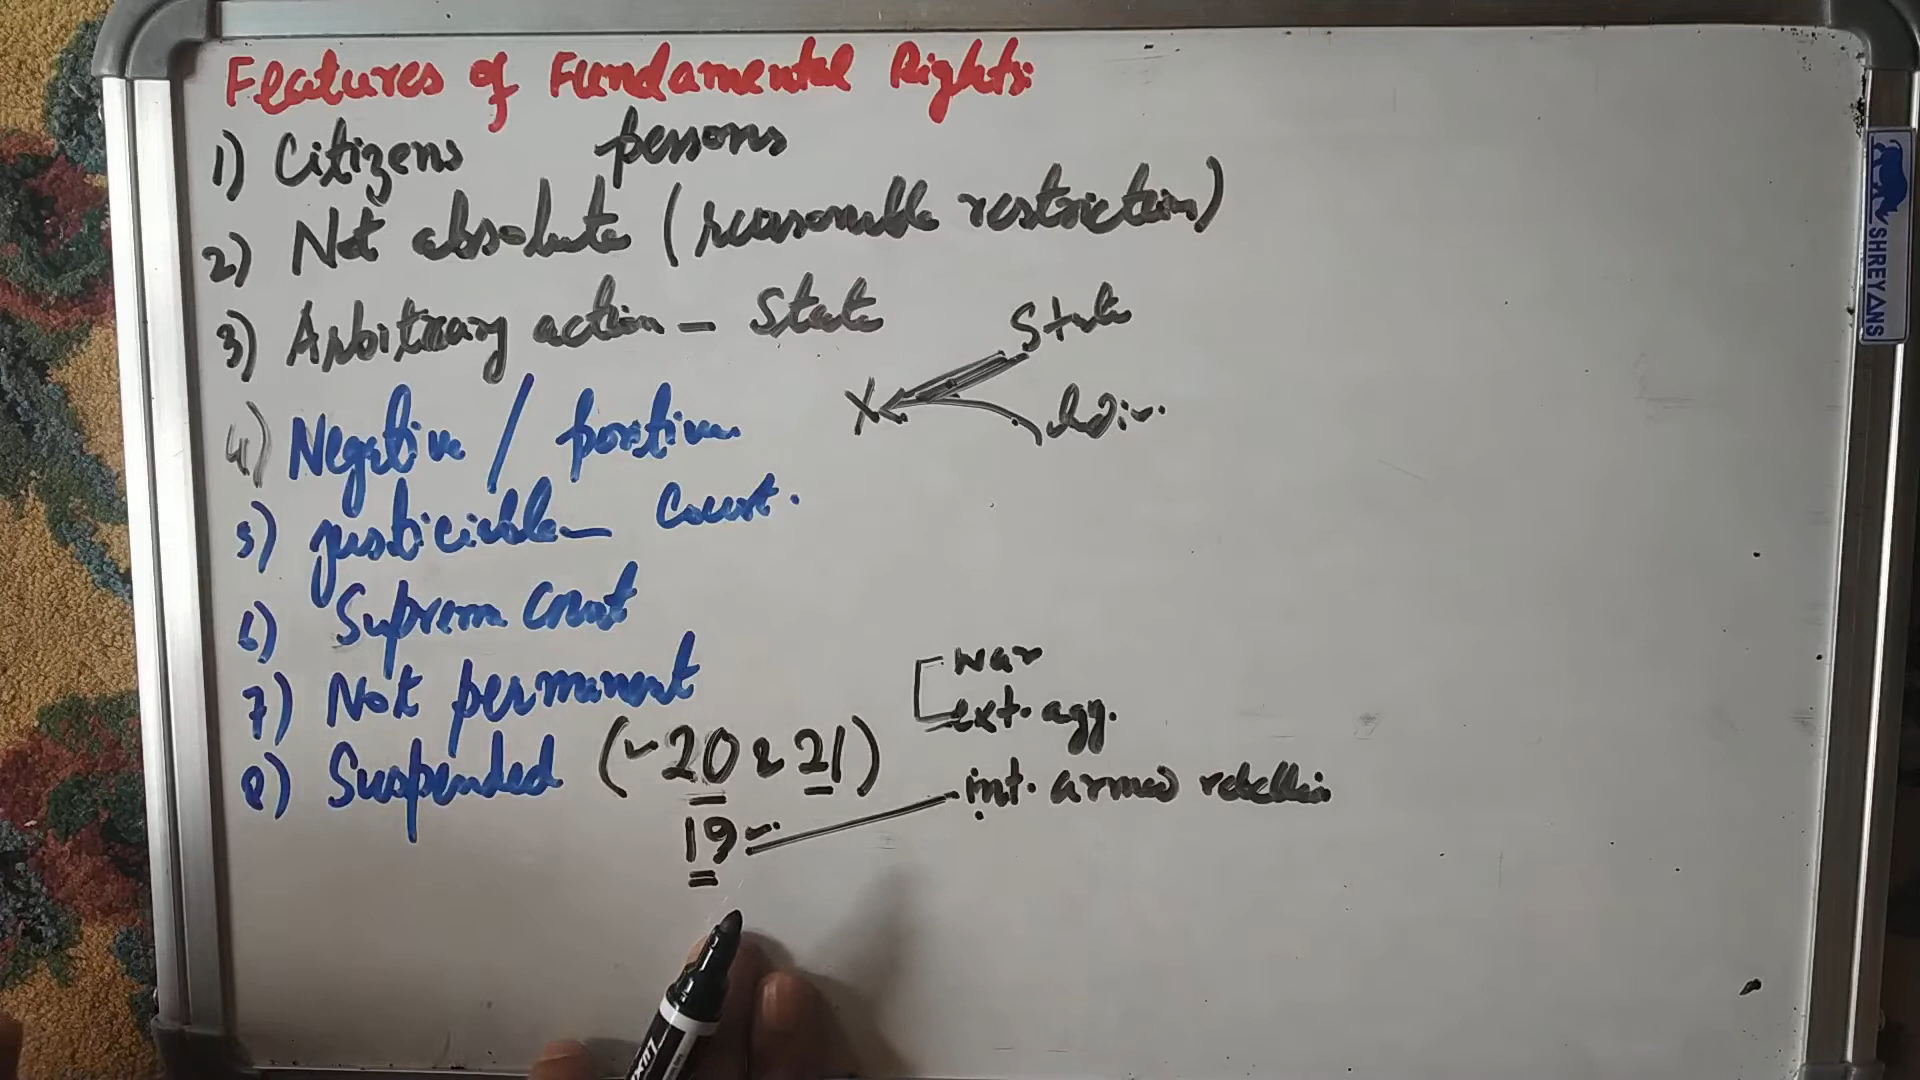 Features of Fundamental Rights:
1) Citizens persons
2) Not absolute (reasonable restriction)
3) Arbitrary action - State
State
X
Indiv.
4) Negative / positive
5) justiciable - Court.
6) Supreme Court
7) Not permanent
war
ext. agg.
8) Suspended (- 20 & 21)
int. armed rebellion
19
SHREYANS
LUXOR